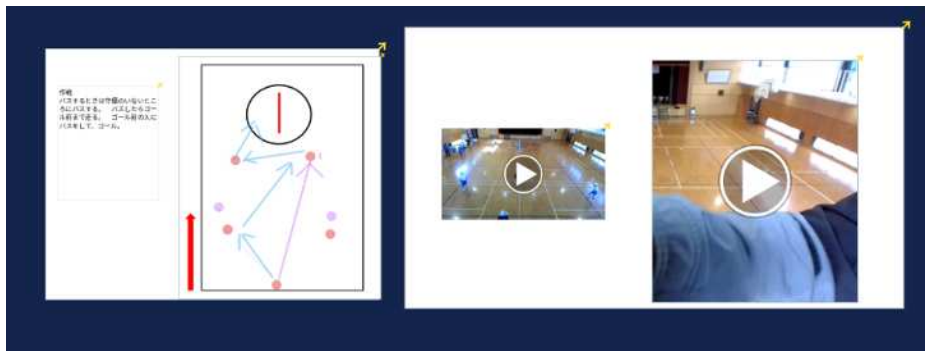 作戦
パスするときは守備のいないとこ
ろにパスする。　パスしたらゴー
ル前まで走る。　ゴール前の人に
パスをして、ゴール。